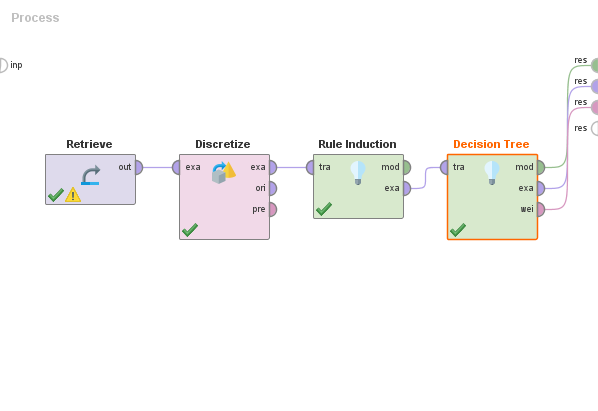 Process
inp
res
res
res
res
Retrieve
out
Discretize
exa
exa
ori
pre
Rule Induction
tra
mod
exa
Decision Tree
tra
mod
exa
wei